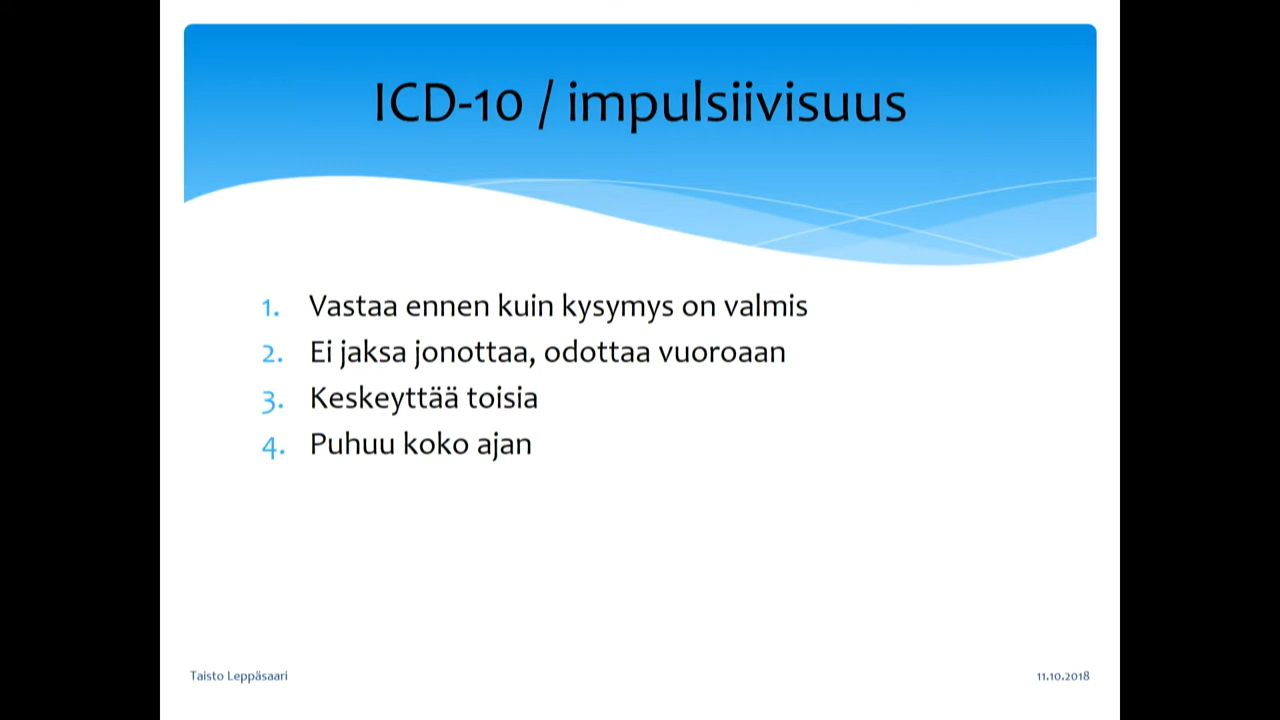 ICD-10 / impulsiivisuus
1. Vastaa ennen kuin kysymys on valmis
2. Ei jaksa jonottaa, odottaa vuoroaan
3. Keskeyttää toisia
4. Puhuu koko ajan
Taisto Leppäsaari
11.10.2018